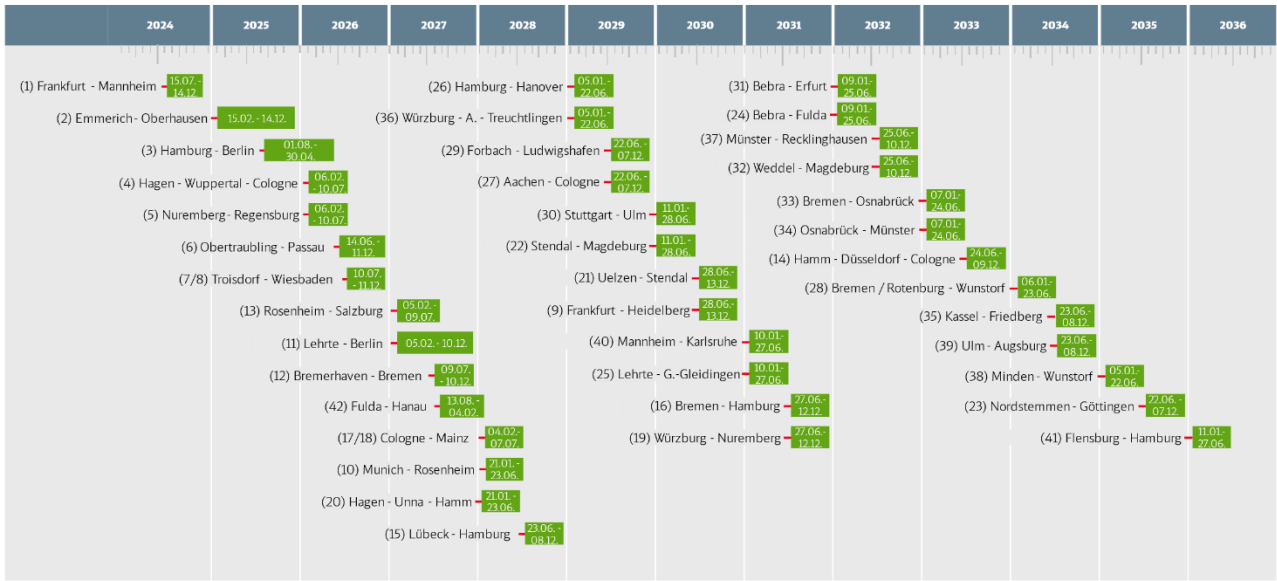 2024 2025 2026 2027 2028 2029 2030 2031 2032 2033 2034 2035 2036
(1) Frankfurt - Mannheim
15.07. -
14.12.
(2) Emmerich - Oberhausen
15.02. - 14.12.
(3) Hamburg - Berlin
01.08. -
30.04.
(4) Hagen - Wuppertal - Cologne
06.02.
- 10.07
(5) Nuremberg - Regensburg
06.02.
- 10.07.
(6) Obertraubling - Passau
14.06. -
11.12.
(7/8) Troisdorf - Wiesbaden
10.07.
- 11.12.
(13) Rosenheim - Salzburg
05.02. -
09.07.
(11) Lehrte - Berlin
05.02. - 10.12.
(12) Bremerhaven - Bremen
09.07.
- 10.12.
(42) Fulda - Hanau
13.08. -
04.02.
(17/18) Cologne - Mainz
04.02.-
07.07.
(10) Munich - Rosenheim
21.01. -
23.06.
(20) Hagen - Unna - Hamm
21.01. -
23.06.
(15) Lübeck - Hamburg
23.06. -
08.12.
(26) Hamburg - Hanover
05.01. -
22.06.
(36) Würzburg - A. - Treuchtlingen
05.01. -
22.06.
(29) Forbach - Ludwigshafen
22.06. -
07.12.
(27) Aachen - Cologne
22.06. -
07.12.
(30) Stuttgart - Ulm
11.01.-
28.06.
(22) Stendal - Magdeburg
11.01.-
28.06.
(21) Uelzen - Stendal
28.06.-
13.12.
(9) Frankfurt - Heidelberg
28.06.-
13.12.
(40) Mannheim - Karlsruhe
10.01.-
27.06.
(25) Lehrte - G.-Gleidingen
10.01.-
27.06.
(16) Bremen - Hamburg
27.06.-
12.12.
(19) Würzburg - Nuremberg
27.06.-
12.12.
(31) Bebra - Erfurt
09.01-
25.06.
(24) Bebra - Fulda
09.01-
25.06.
(37) Münster - Recklinghausen
25.06.-
10.12.
(32) Weddel - Magdeburg
25.06.-
10.12.
(33) Bremen - Osnabrück
07.01-
24.06.
(34) Osnabrück - Münster
07.01-
24.06.
(14) Hamm - Düsseldorf - Cologne
24.06.-
09.12.
(28) Bremen / Rotenburg - Wunstorf
06.01-
23.06.
(35) Kassel - Friedberg
23.06.-
08.12.
(39) Ulm - Augsburg
23.06.-
08.12.
(38) Minden - Wunstorf
05.01-
22.06.
(23) Nordstemmen - Göttingen
22.06. -
07.12.
(41) Flensburg - Hamburg
11.01-
27.06.